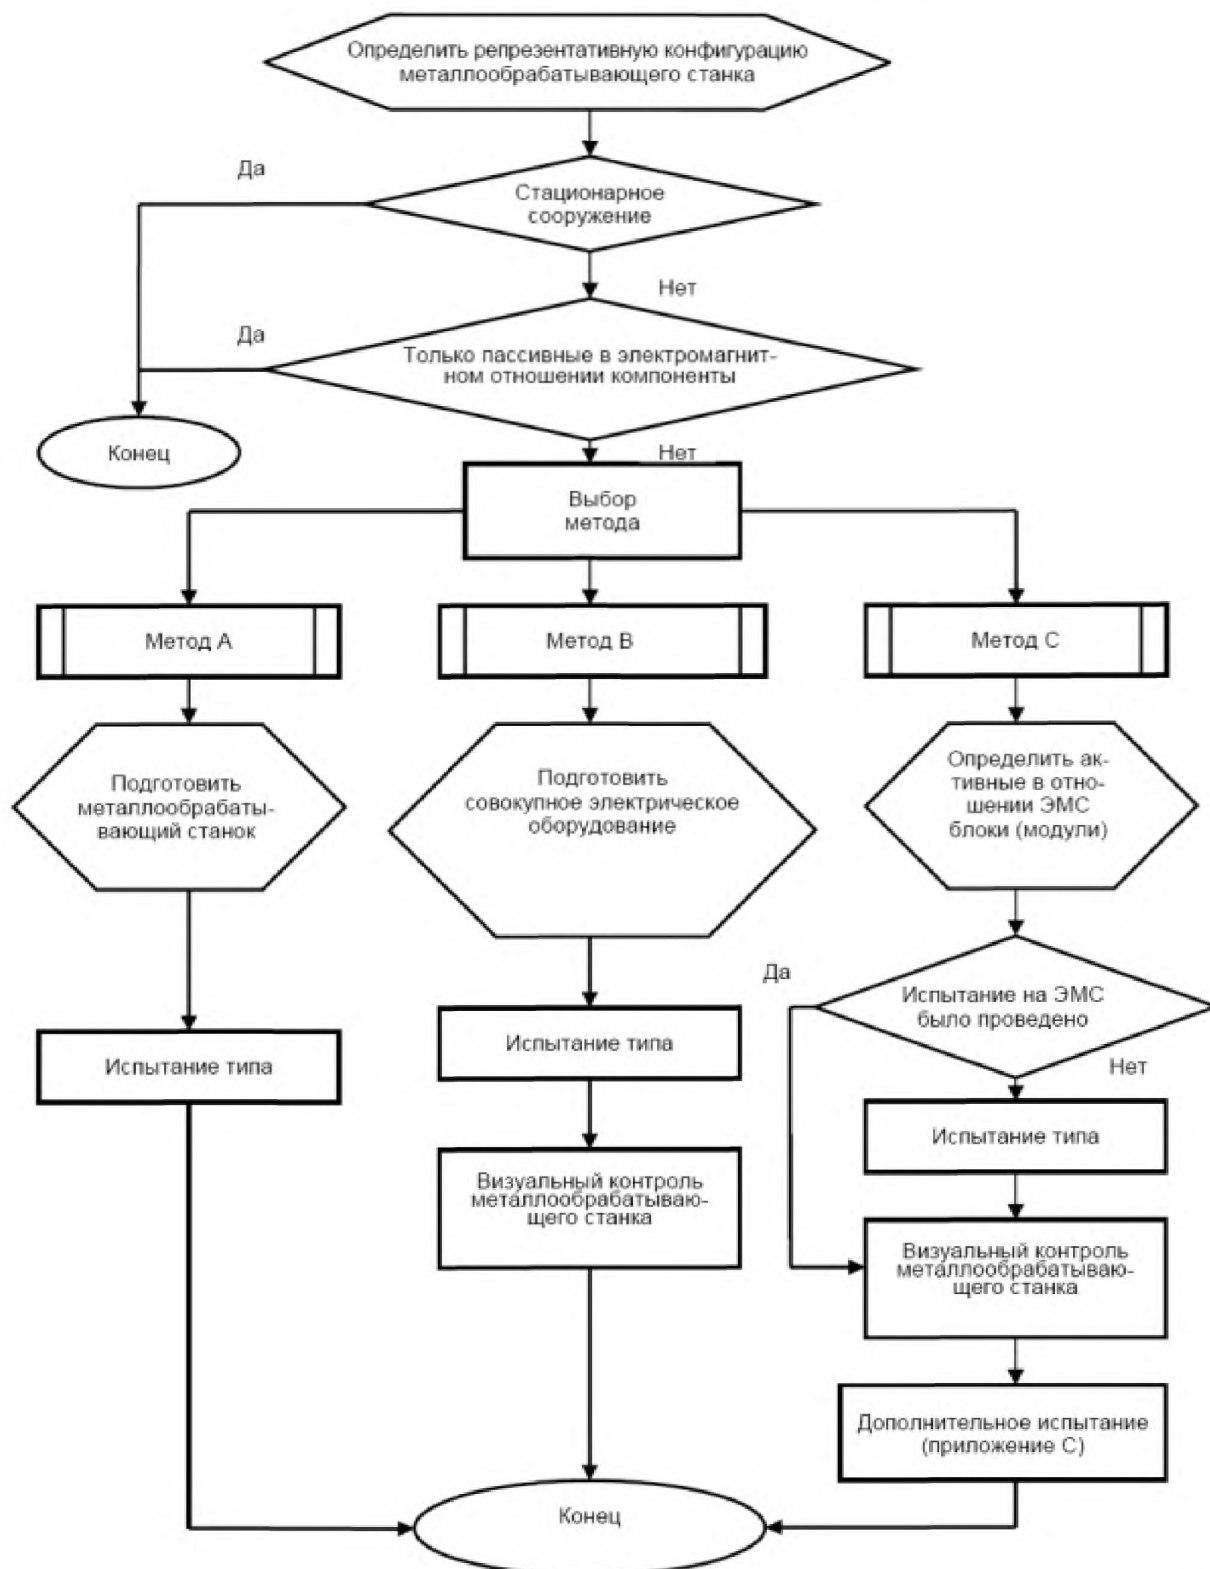 Определить репрезентативную конфигурацию
металлообрабатывающего станка
Да
Стационарное
сооружение
Нет
Да
Только пассивные в электромагнит-
ном отношении компоненты
Конец
Нет
Выбор
метода
Метод А
Метод В
Метод С
Подготовить
металлообрабаты-
вающий станок
Подготовить
совокупное электрическое
оборудование
Определить ак-
тивные в отно-
шении ЭМС
блоки (модули)
Да
Испытание на ЭМС
было проведено
Нет
Испытание типа
Испытание типа
Испытание типа
Визуальный контроль
металлообрабатываю-
щего станка
Визуальный контроль
металлообрабатываю-
щего станка
Дополнительное испытание
(приложение С)
Конец